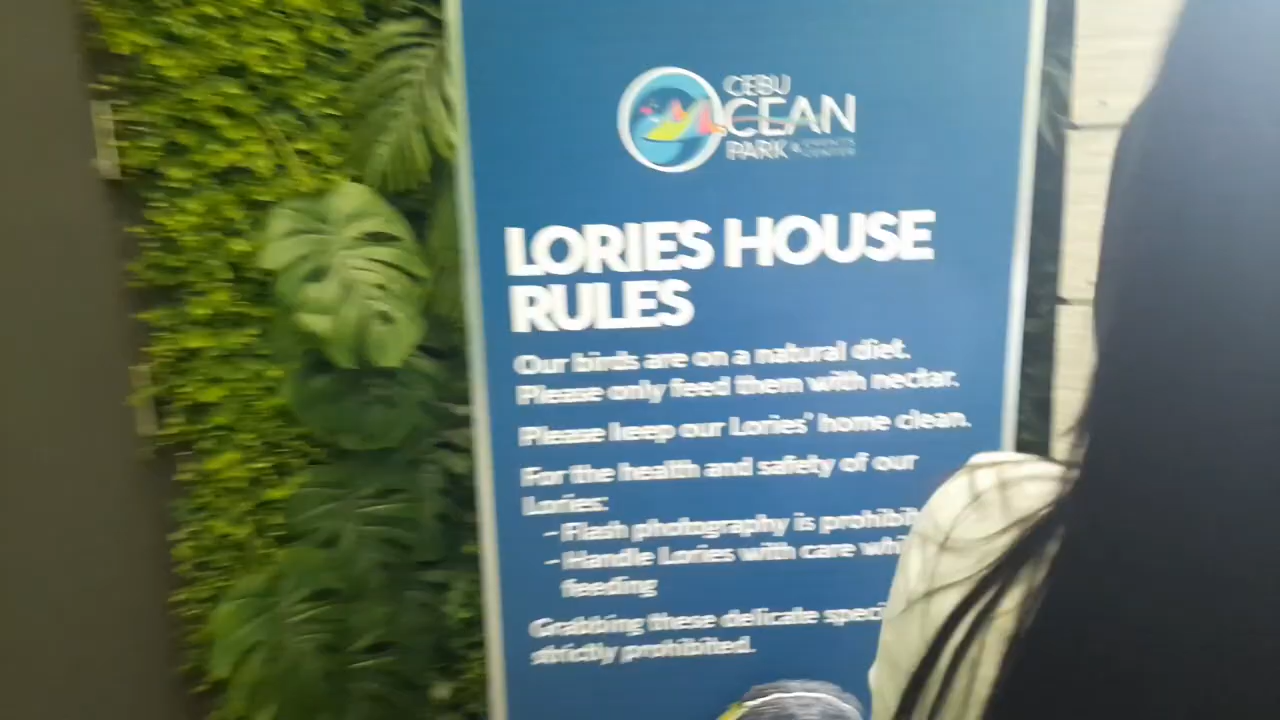 CEBU
OCEAN
PARK
LORIES HOUSE
RULES
Our birds are on a natural diet.
Please only feed them with nectar.
Please keep our Lories' home clean.
For the health and safety of our
Lories:
- Flash photography is prohibit
- Handle Lories with care whi
feeding
Grabbing these delicate speci
strictly prohibited.